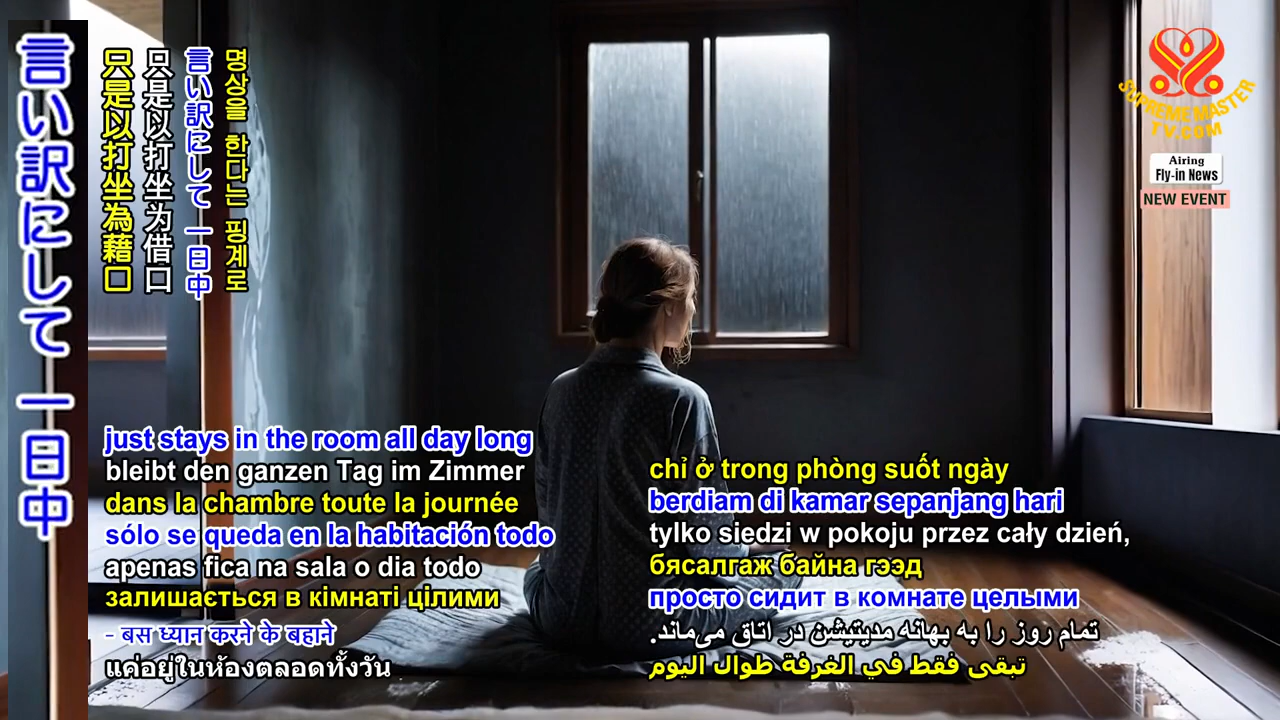 言い訳にして 一日中
只是以打坐為藉口
只是以打坐为借口
言い訳にして 一日中
명상을 한다는 핑계로
SUPREME MASTER
TV.COM
Airing
Fly-in News
NEW EVENT
just stays in the room all day long
bleibt den ganzen Tag im Zimmer
dans la chambre toute la journée
sólo se queda en la habitación todo
apenas fica na sala o dia todo
залишається в кімнаті цілими
- बस ध्यान करने के बहाने
แค่อยู่ในห้องตลอดทั้งวัน
chỉ ở trong phòng suốt ngày
berdiam di kamar sepanjang hari
tylko siedzi w pokoju przez cały dzień,
бясалгаж байна гээд
просто сидит в комнате целыми
تمام روز را به بهانه مدیتیشن در اتاق می‌ماند.
تبقى فقط في الغرفة طوال اليوم